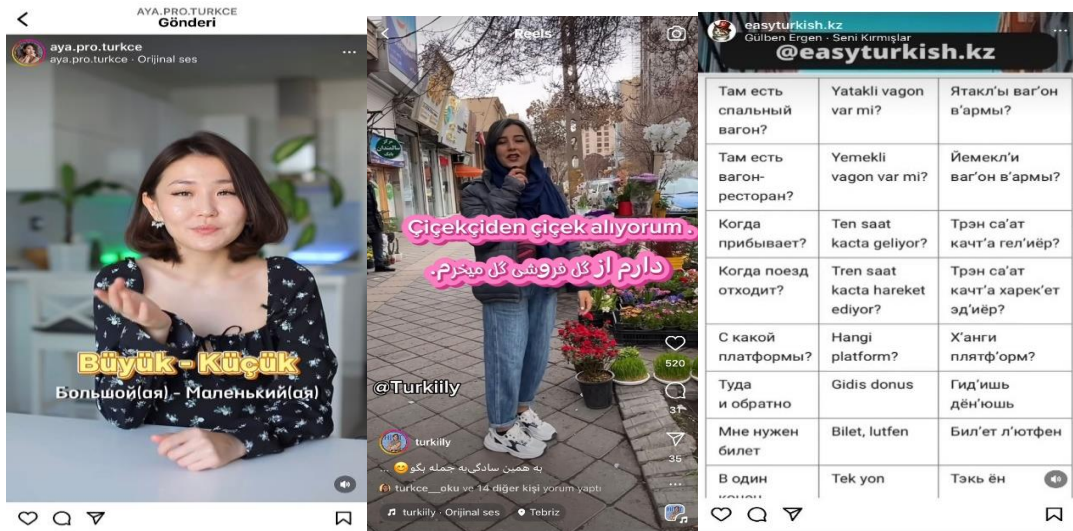 AYA.PRO.TURKCE
Gönderi
aya.pro.turkce
aya.pro.turkce · Orijinal ses
Büyük - Küçük
Большой(ая) - Маленький(ая)
Reels
Çiçekçiden çiçek alıyorum .
دارم از گل فروشی گل میخرم.
@Turkiily
520
31
35
turkiily
به همین سادگی‌به جمله بگو😊 ...
turkce__oku ve 14 diğer kişi yorum yaptı
turkiily · Orijinal ses
Tebriz
easyturkish.kz
Gülben Ergen · Seni Kırmışlar
@easyturkish.kz
Там есть спальный вагон? Yatakli vagon var mi? Ятакл'ы ваг'он в'армы?
Там есть вагон-ресторан? Yemekli vagon var mi? Йемекл'и ваг'он в'армы?
Когда прибывает? Ten saat kacta geliyor? Трэн са'ат качт'а гел'иёр?
Когда поезд отходит? Tren saat kacta hareket ediyor? Трэн са'ат качт'а харек'ет эд'иёр?
С какой платформы? Hangi platform? Х'анги плятф'орм?
Туда и обратно Gidis donus Гид'ишь дён'юшь
Мне нужен билет Bilet, lutfen Бил'ет л'ютфен
В один Tek yon Тэкь ён